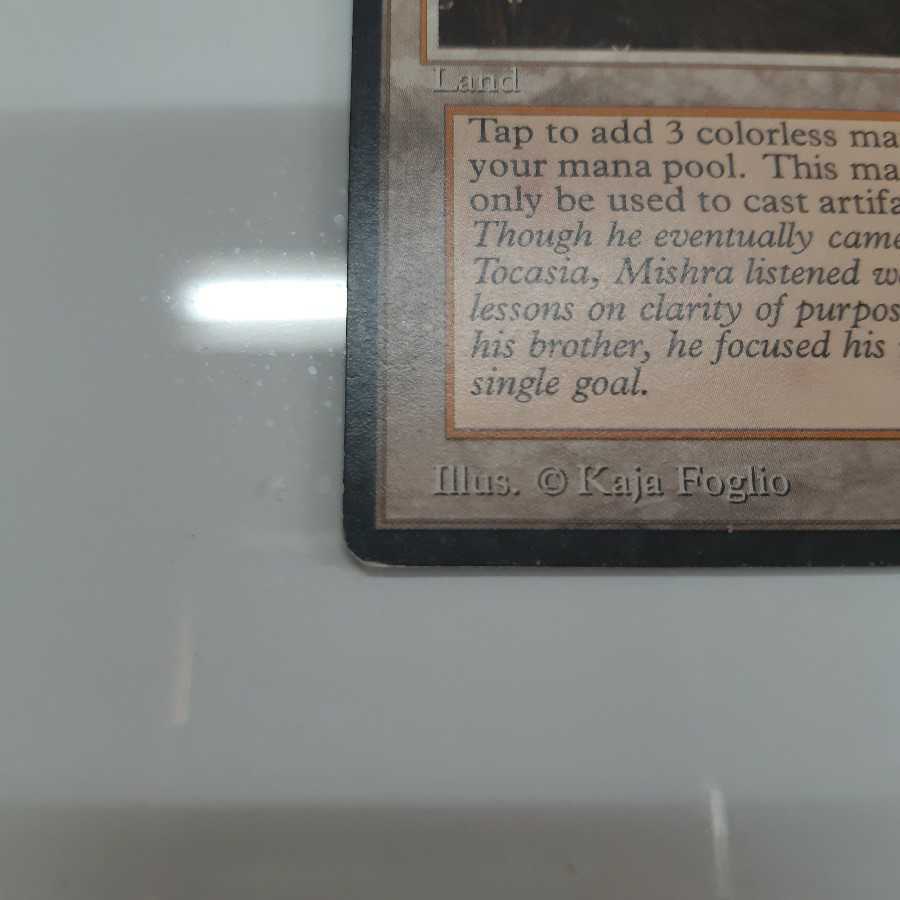 Land
Tap to add 3 colorless ma
your mana pool. This ma
only be used to cast artifa
Though he eventually came
Tocasia, Mishra listened w
lessons on clarity of purpos
his brother, he focused his
single goal.
Illus. © Kaja Foglio